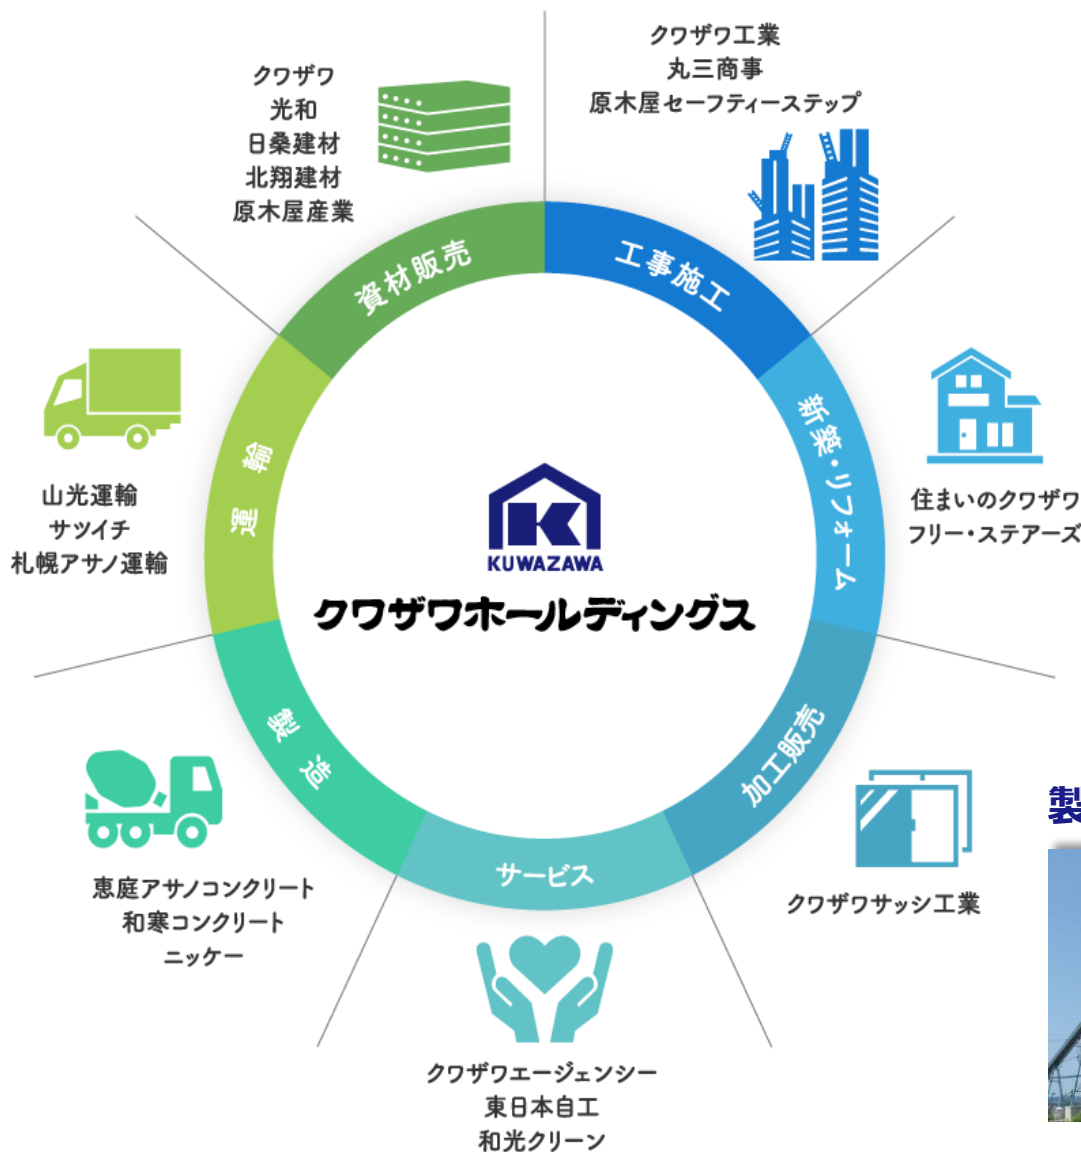 クワザワ
光和
日桑建材
北翔建材
原木屋産業
資材販売
クワザワ工業
丸三商事
原木屋セーフティーステップ
工事施工
新築・リフォーム
住まいのクワザワ
フリー・ステアーズ
加工販売
クワザワサッシ工業
サービス
クワザワエージェンシー
東日本自工
和光クリーン
製造
恵庭アサノコンクリート
和寒コンクリート
ニッケー
運輸
山光運輸
サツイチ
札幌アサノ運輸
K
KUWAZAWA
クワザワホールディングス
製